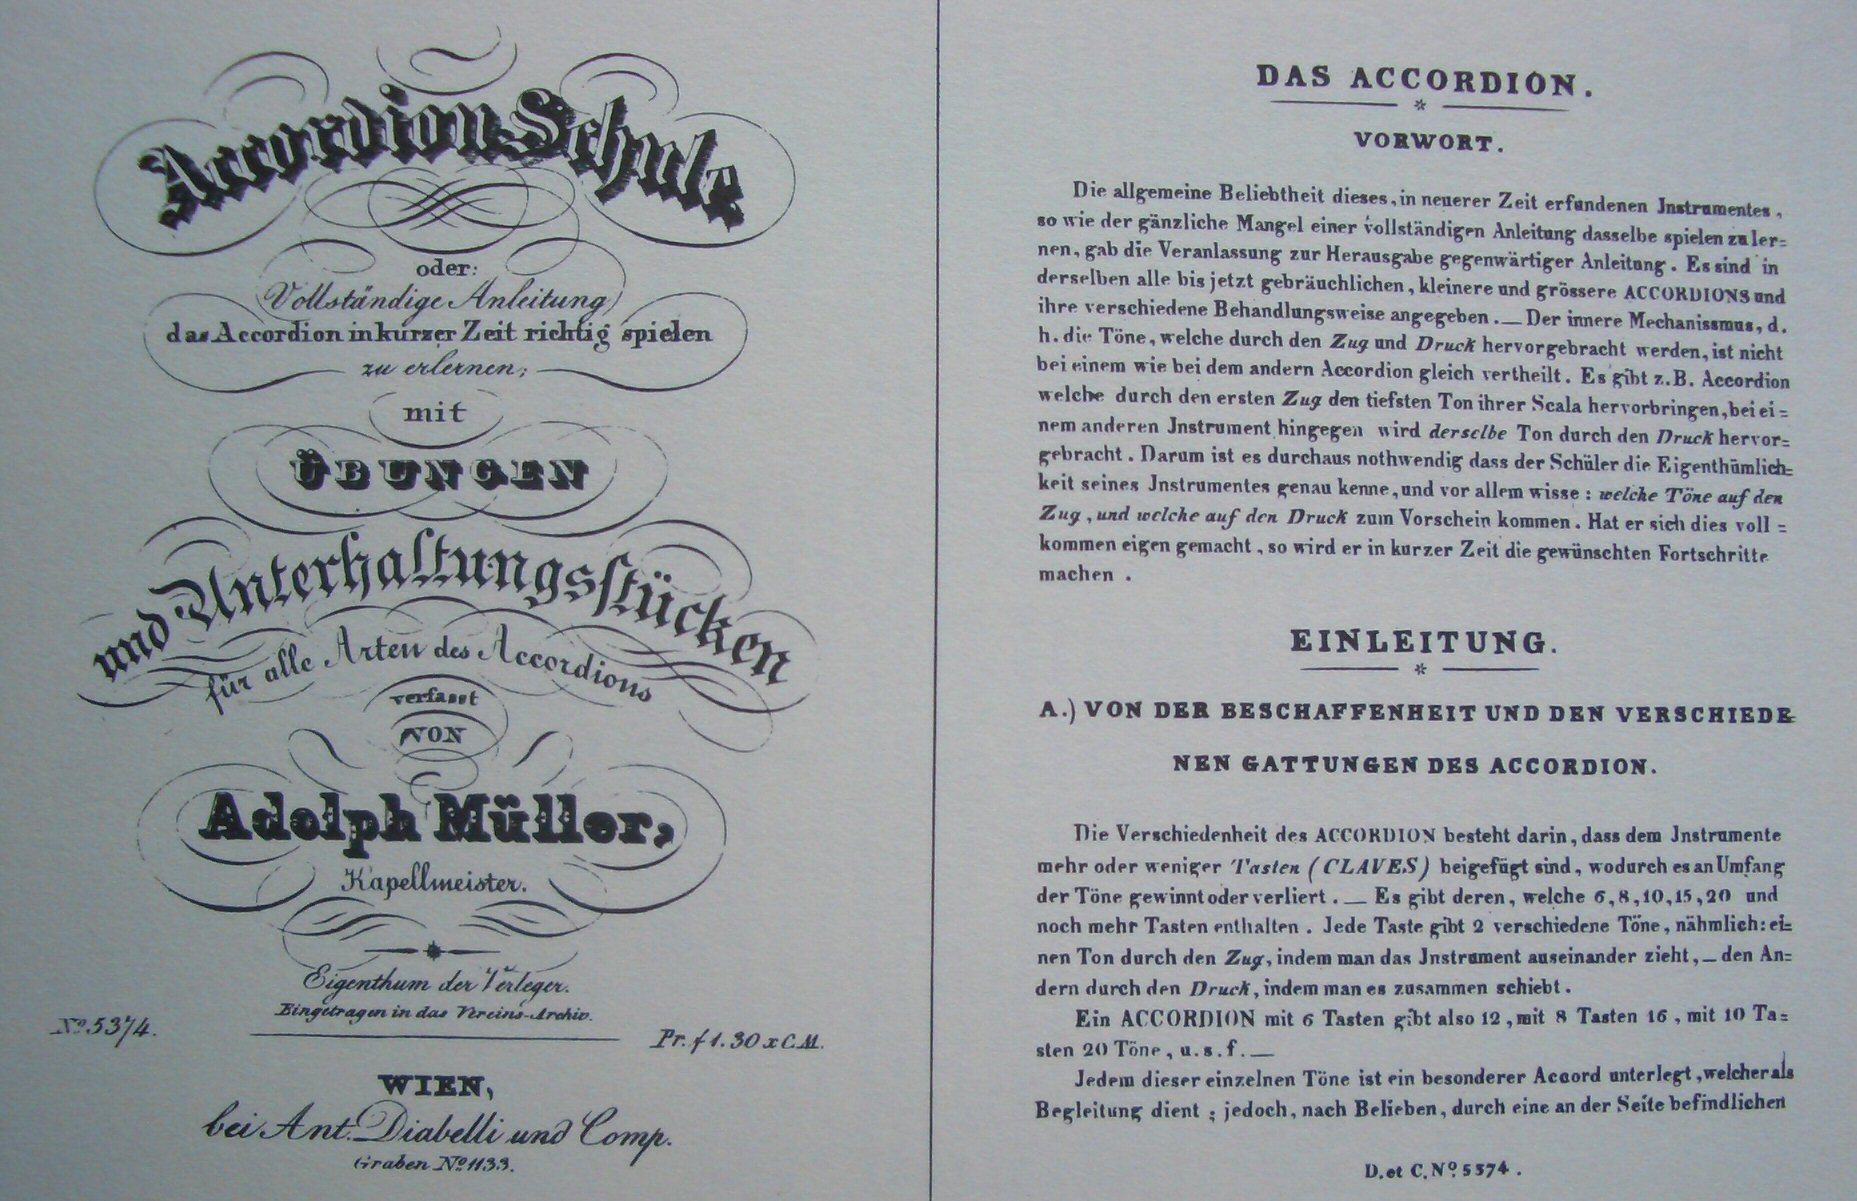 Accordion-Schule
oder:
Vollständige Anleitung
das Accordion in kurzer Zeit richtig spielen
zu erlernen;
mit
ÜBUNGEN
und Unterhaltungsstücken
für alle Arten des Accordions
verfasst
VON
Adolph Müller,
Kapellmeister.
Eigenthum der Verleger.
Eingetragen in das Vereins-Archiv.
No. 5374.
Pr. f 1.30 x C.M.
WIEN,
bei Ant. Diabelli und Comp.
Graben No. 1133.
DAS ACCORDION.
VORWORT.
Die allgemeine Beliebtheit dieses, in neuerer Zeit erfundenen Jnstrumentes,
so wie der gänzliche Mangel einer vollständigen Anleitung dasselbe spielen zu ler=
nen, gab die Veranlassung zur Herausgabe gegenwärtiger Anleitung. Es sind in
derselben alle bis jetzt gebräuchlichen, kleinere und grössere ACCORDIONS und
ihre verschiedene Behandlungsweise angegeben. — Der innere Mechanissmus, d.
h. die Töne, welche durch den Zug und Druck hervorgebracht werden, ist nicht
bei einem wie bei dem andern Accordion gleich vertheilt. Es gibt z.B. Accordion
welche durch den ersten Zug den tiefsten Ton ihrer Scala hervorbringen, bei ei=
nem anderen Jnstrument hingegen wird derselbe Ton durch den Druck hervor=
gebracht. Darum ist es durchaus nothwendig dass der Schüler die Eigenthümlich=
keit seines Jnstrumentes genau kenne, und vor allem wisse: welche Töne auf den
Zug, und welche auf den Druck zum Vorschein kommen. Hat er sich dies voll=
kommen eigen gemacht, so wird er in kurzer Zeit die gewünschten Fortschritte
machen.
EINLEITUNG.
A.) VON DER BESCHAFFENHEIT UND DEN VERSCHIEDE=
NEN GATTUNGEN DES ACCORDION.
Die Verschiedenheit des ACCORDION besteht darin, dass dem Jnstrumente
mehr oder weniger Tasten (CLAVES) beigefügt sind, wodurch es an Umfang
der Töne gewinnt oder verliert. — Es gibt deren, welche 6, 8, 10, 15, 20 und
noch mehr Tasten enthalten. Jede Taste gibt 2 verschiedene Töne, nähmlich: ei=
nen Ton durch den Zug, indem man das Jnstrument auseinander zieht, — den An=
dern durch den Druck, indem man es zusammen schiebt.
Ein ACCORDION mit 6 Tasten gibt also 12, mit 8 Tasten 16, mit 10 Ta=
sten 20 Töne, u.s.f. —
Jedem dieser einzelnen Töne ist ein besonderer Accord unterlegt, welcher als
Begleitung dient; jedoch, nach Belieben, durch eine an der Seite befindlichen
D. et C. No. 5374.